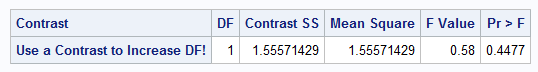 Contrast DF Contrast SS Mean Square F Value Pr > F
Use a Contrast to Increase DF! 1 1.55571429 1.55571429 0.58 0.4477